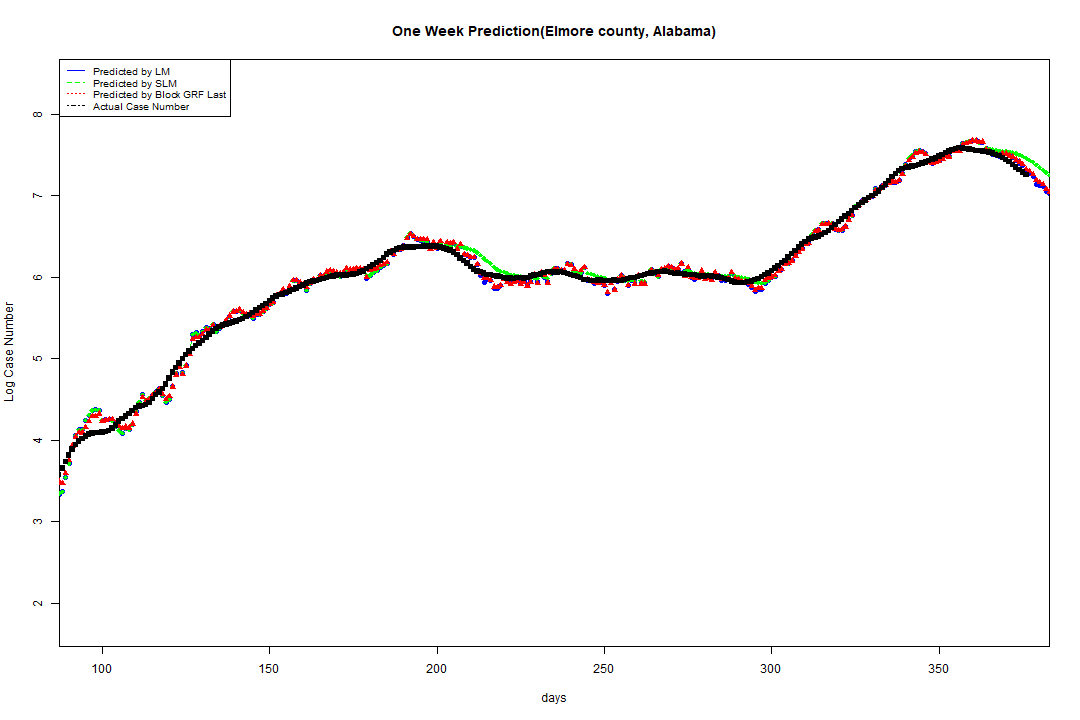 One Week Prediction(Elmore county, Alabama)
Predicted by LM
Predicted by SLM
Predicted by Block GRF Last
Actual Case Number
8
7
6
5
4
3
2
Log Case Number
100 150 200 250 300 350
days